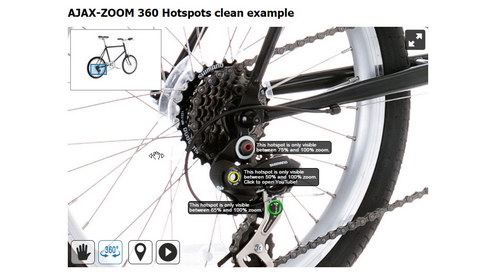 AJAX-ZOOM 360 Hotspots clean example
SHIMANO
This hotspot is only visible
between 75% and 100% zoom.
This hotspot is only visible
between 50% and 100% zoom.
Click to open YouTube!
This hotspot is only visible
between 65% and 100% zoom.
360°